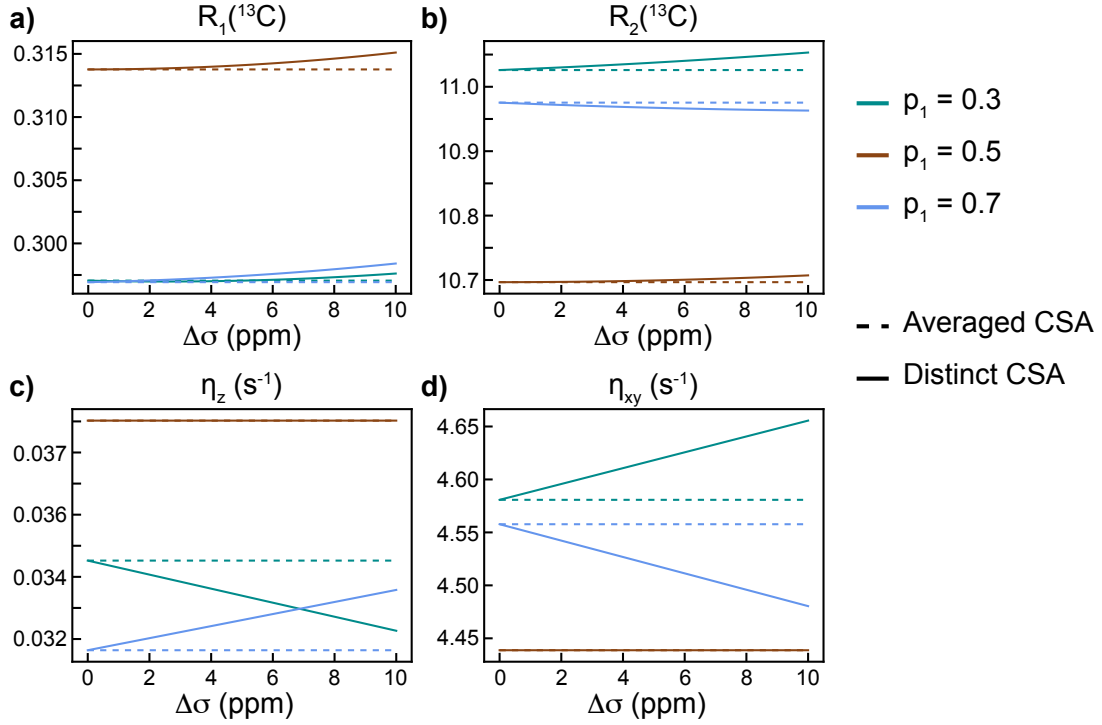 a) R₁(¹³C)
0.315
0.310
0.305
0.300
0 2 4 6 8 10
Δσ (ppm)
b) R₂(¹³C)
11.0
10.9
10.8
10.7
0 2 4 6 8 10
Δσ (ppm)
p₁ = 0.3
p₁ = 0.5
p₁ = 0.7
Averaged CSA
Distinct CSA
c) η_z (s⁻¹)
0.037
0.036
0.034
0.032
0 2 4 6 8 10
Δσ (ppm)
d) η_xy (s⁻¹)
4.65
4.60
4.55
4.50
4.45
0 2 4 6 8 10
Δσ (ppm)